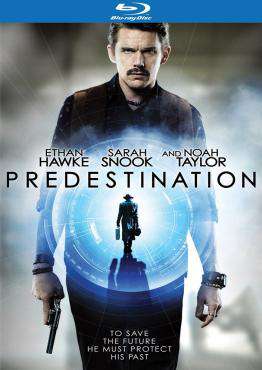 Blu-ray Disc
ETHAN SARAH AND NOAH
HAWKE SNOOK TAYLOR
PREDESTINATION
TO SAVE
THE FUTURE
HE MUST PROTECT
HIS PAST